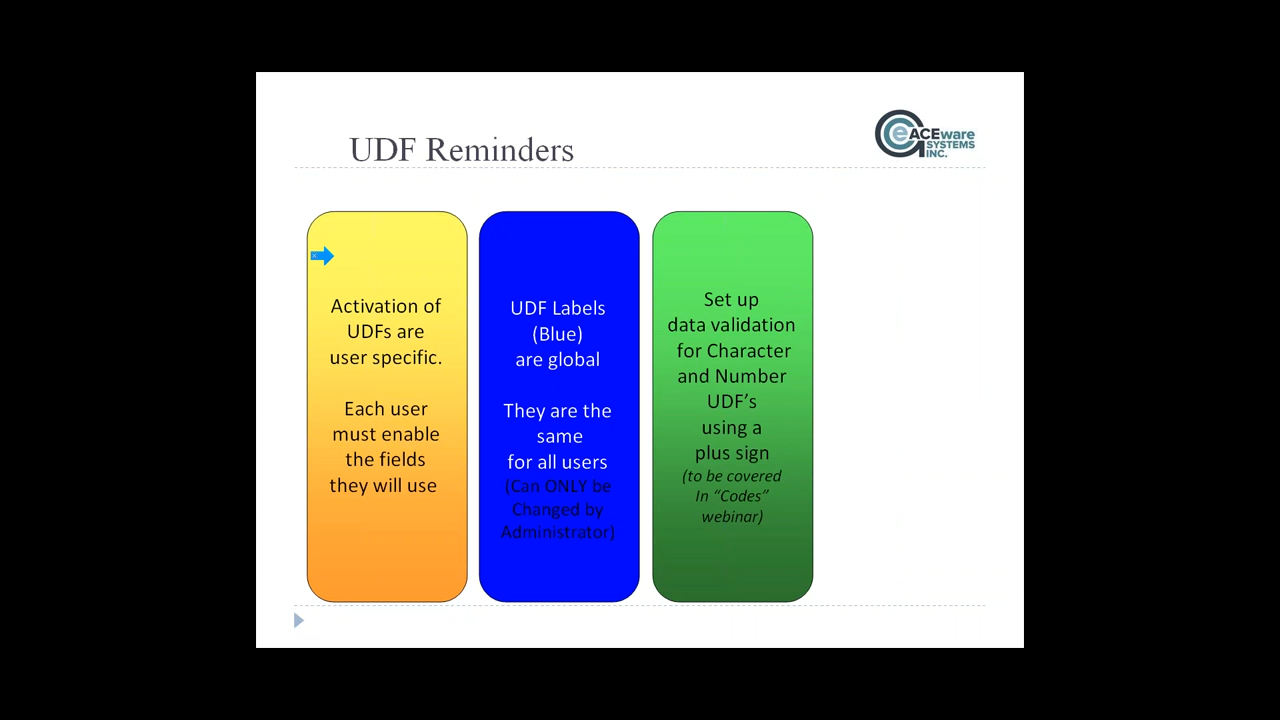 UDF Reminders
eACEware
SYSTEMS
INC.
Activation of
UDFs are
user specific.
Each user
must enable
the fields
they will use
UDF Labels
(Blue)
are global
They are the
same
for all users
(Can ONLY be
Changed by
Administrator)
Set up
data validation
for Character
and Number
UDF’s
using a
plus sign
(to be covered
In “Codes”
webinar)